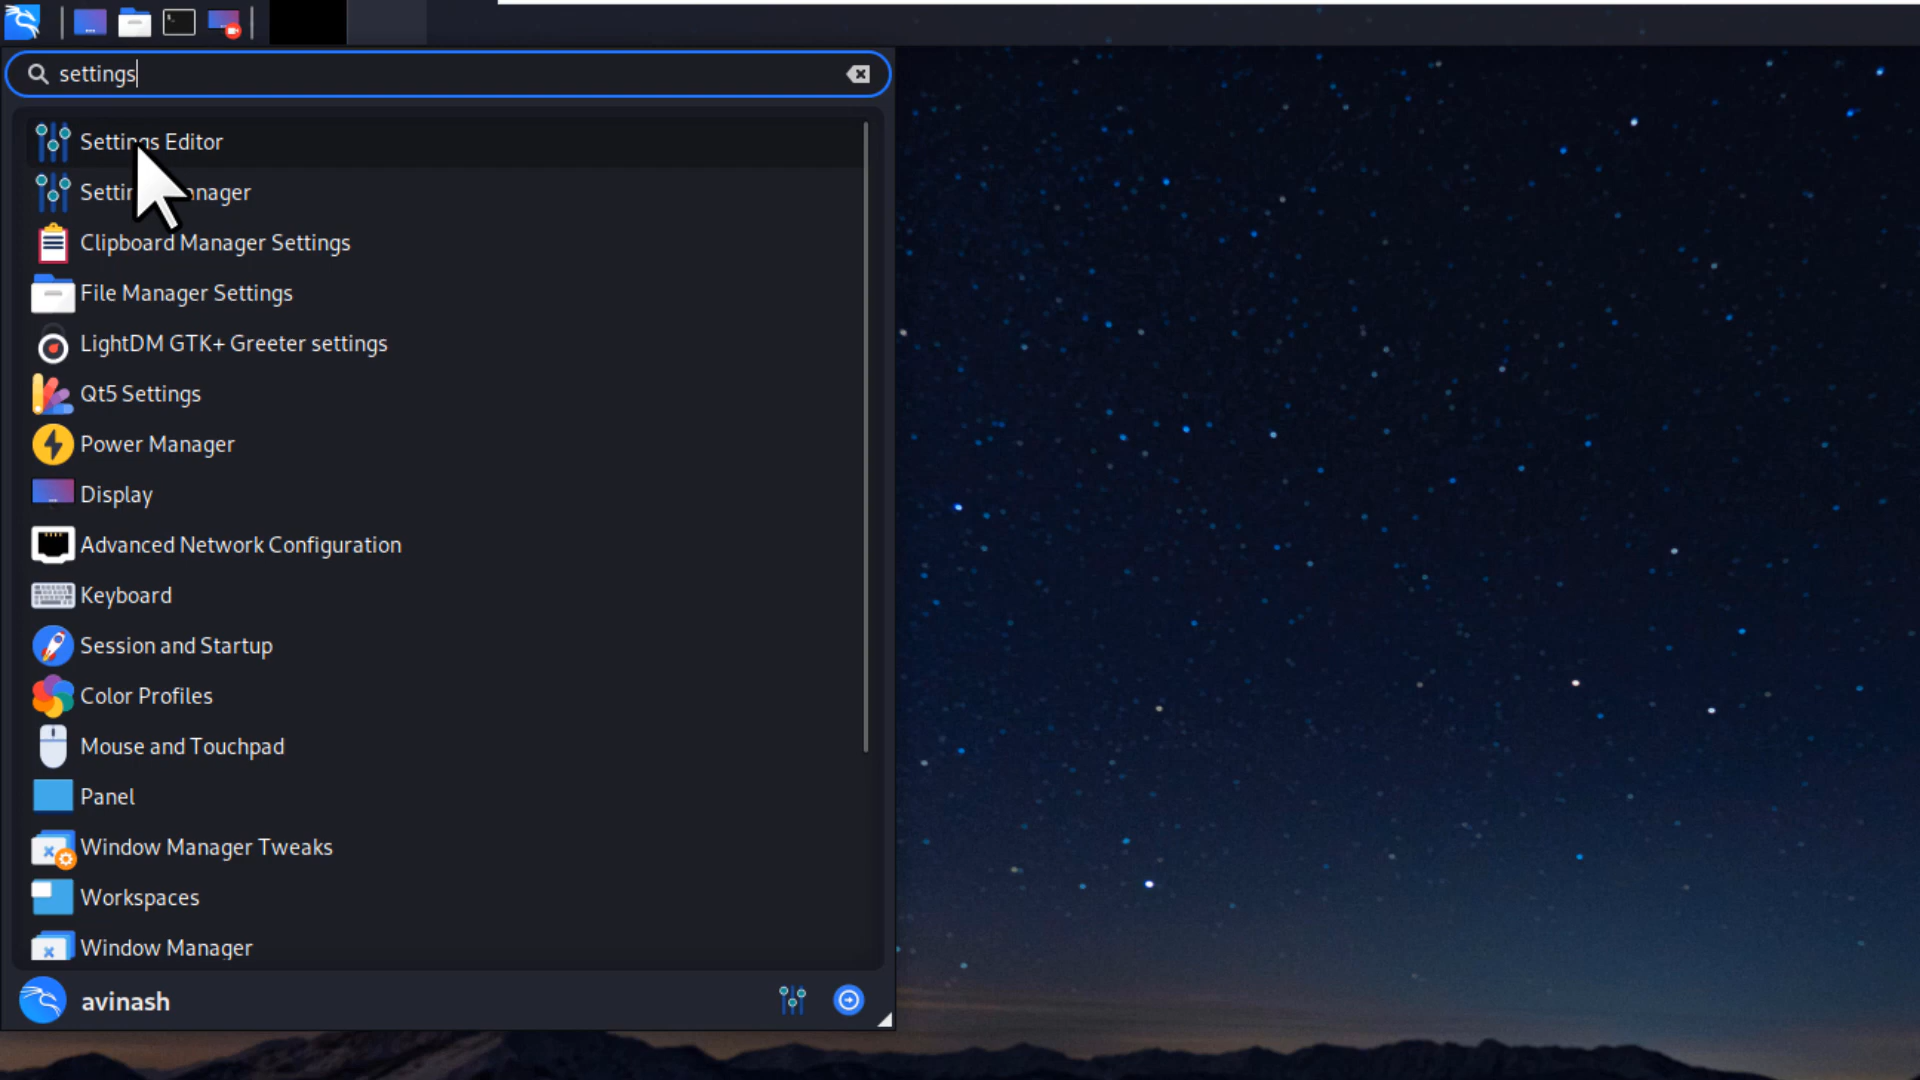 settings
Settings Editor
Settings Manager
Clipboard Manager Settings
File Manager Settings
LightDM GTK+ Greeter settings
Qt5 Settings
Power Manager
Display
Advanced Network Configuration
Keyboard
Session and Startup
Color Profiles
Mouse and Touchpad
Panel
Window Manager Tweaks
Workspaces
Window Manager
avinash